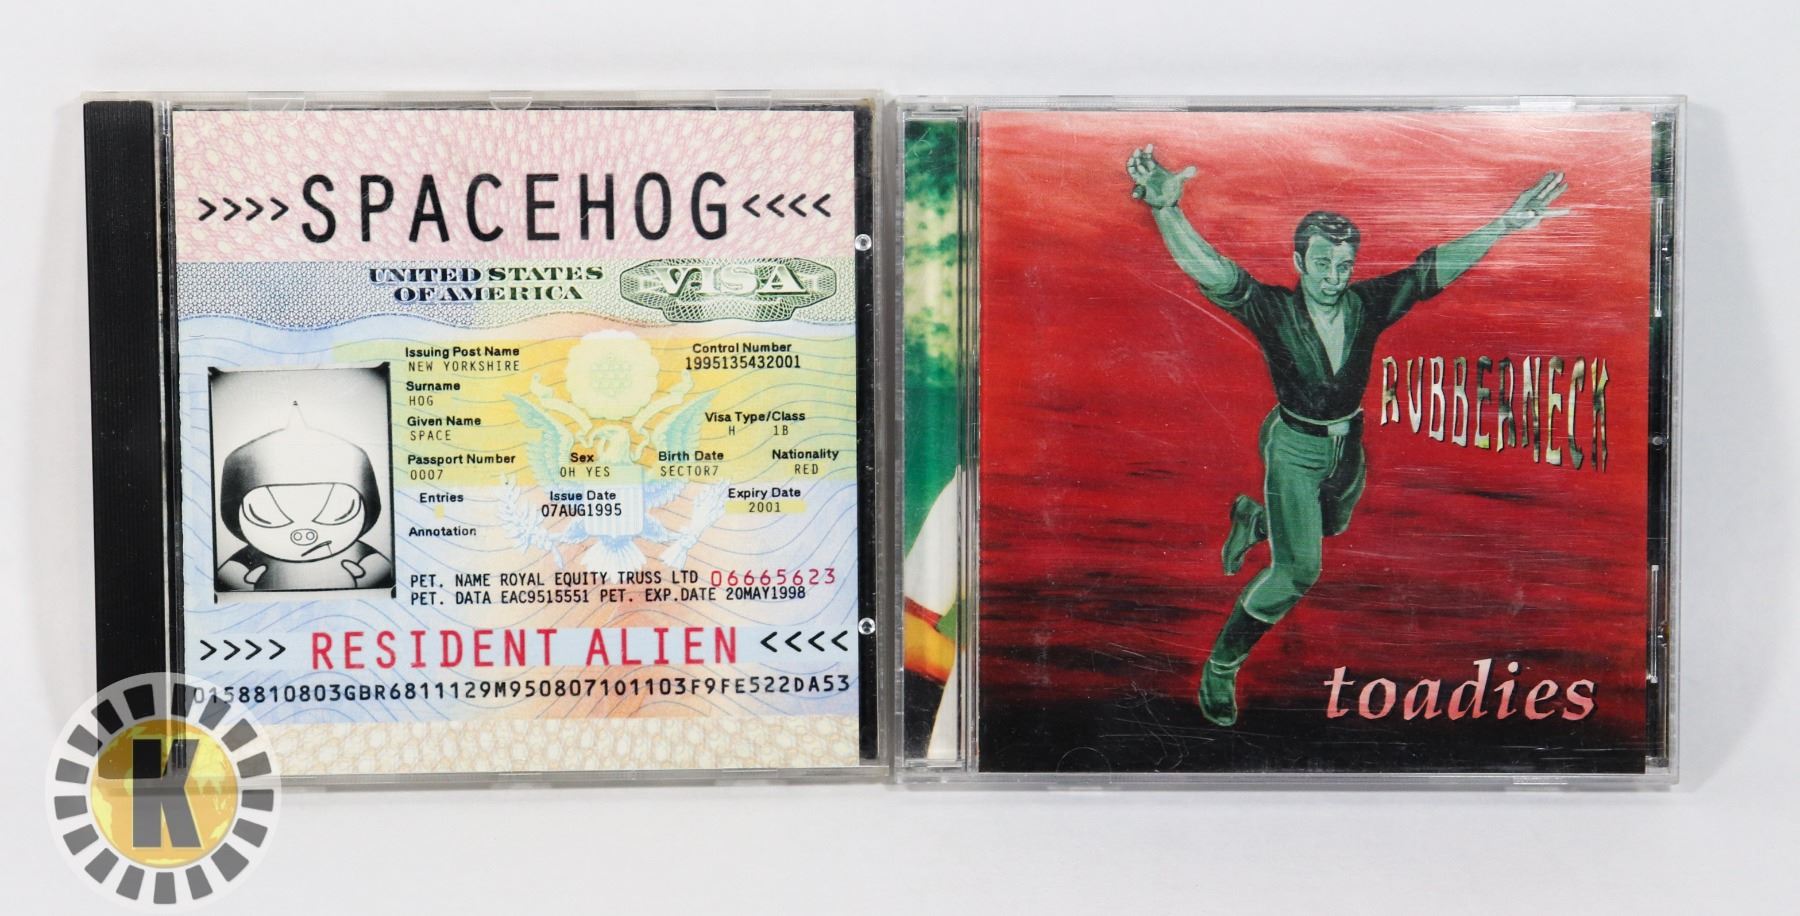 >>>>SPACEHOG<<<<
UNITED STATES
OF AMERICA
VISA
Issuing Post Name
NEW YORKSHIRE
Control Number
1995135432001
Surname
HOG
Given Name
SPACE
Visa Type/Class
H 1B
Passport Number
0007
Sex
OH YES
Birth Date
SECTOR7
Nationality
RED
Entries
Issue Date
07AUG1995
Expiry Date
2001
Annotation
PET. NAME ROYAL EQUITY TRUSS LTD 06665623
PET. DATA EAC9515551 PET. EXP.DATE 20MAY1998
>>>> RESIDENT ALIEN <<<<
0158810803GBR6811129M950807101103F9FE522DA53
K
RUBBERNECK
toadies